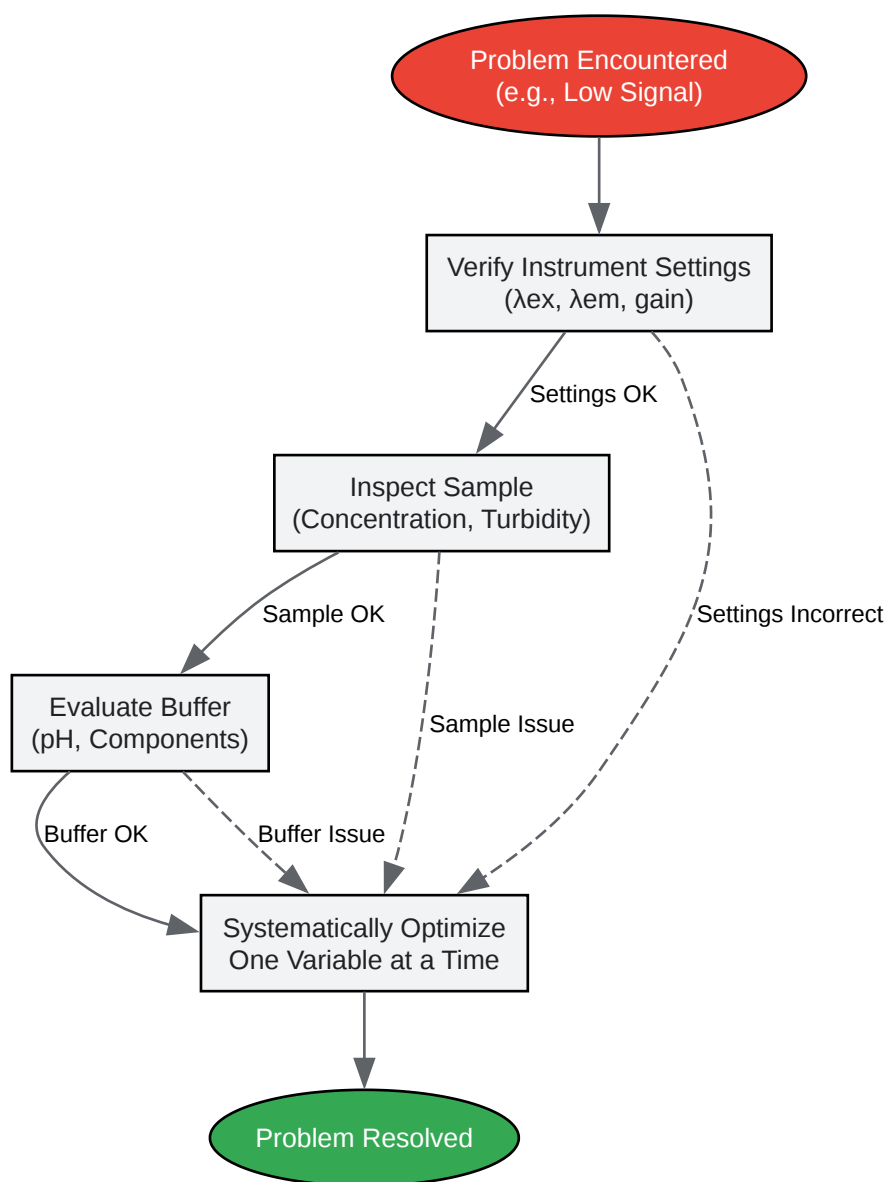 Problem Encountered
(e.g., Low Signal)
Verify Instrument Settings
(λex, λem, gain)
Settings OK
Inspect Sample
(Concentration, Turbidity)
Sample OK
Settings Incorrect
Evaluate Buffer
(pH, Components)
Sample Issue
Buffer OK
Buffer Issue
Systematically Optimize
One Variable at a Time
Problem Resolved